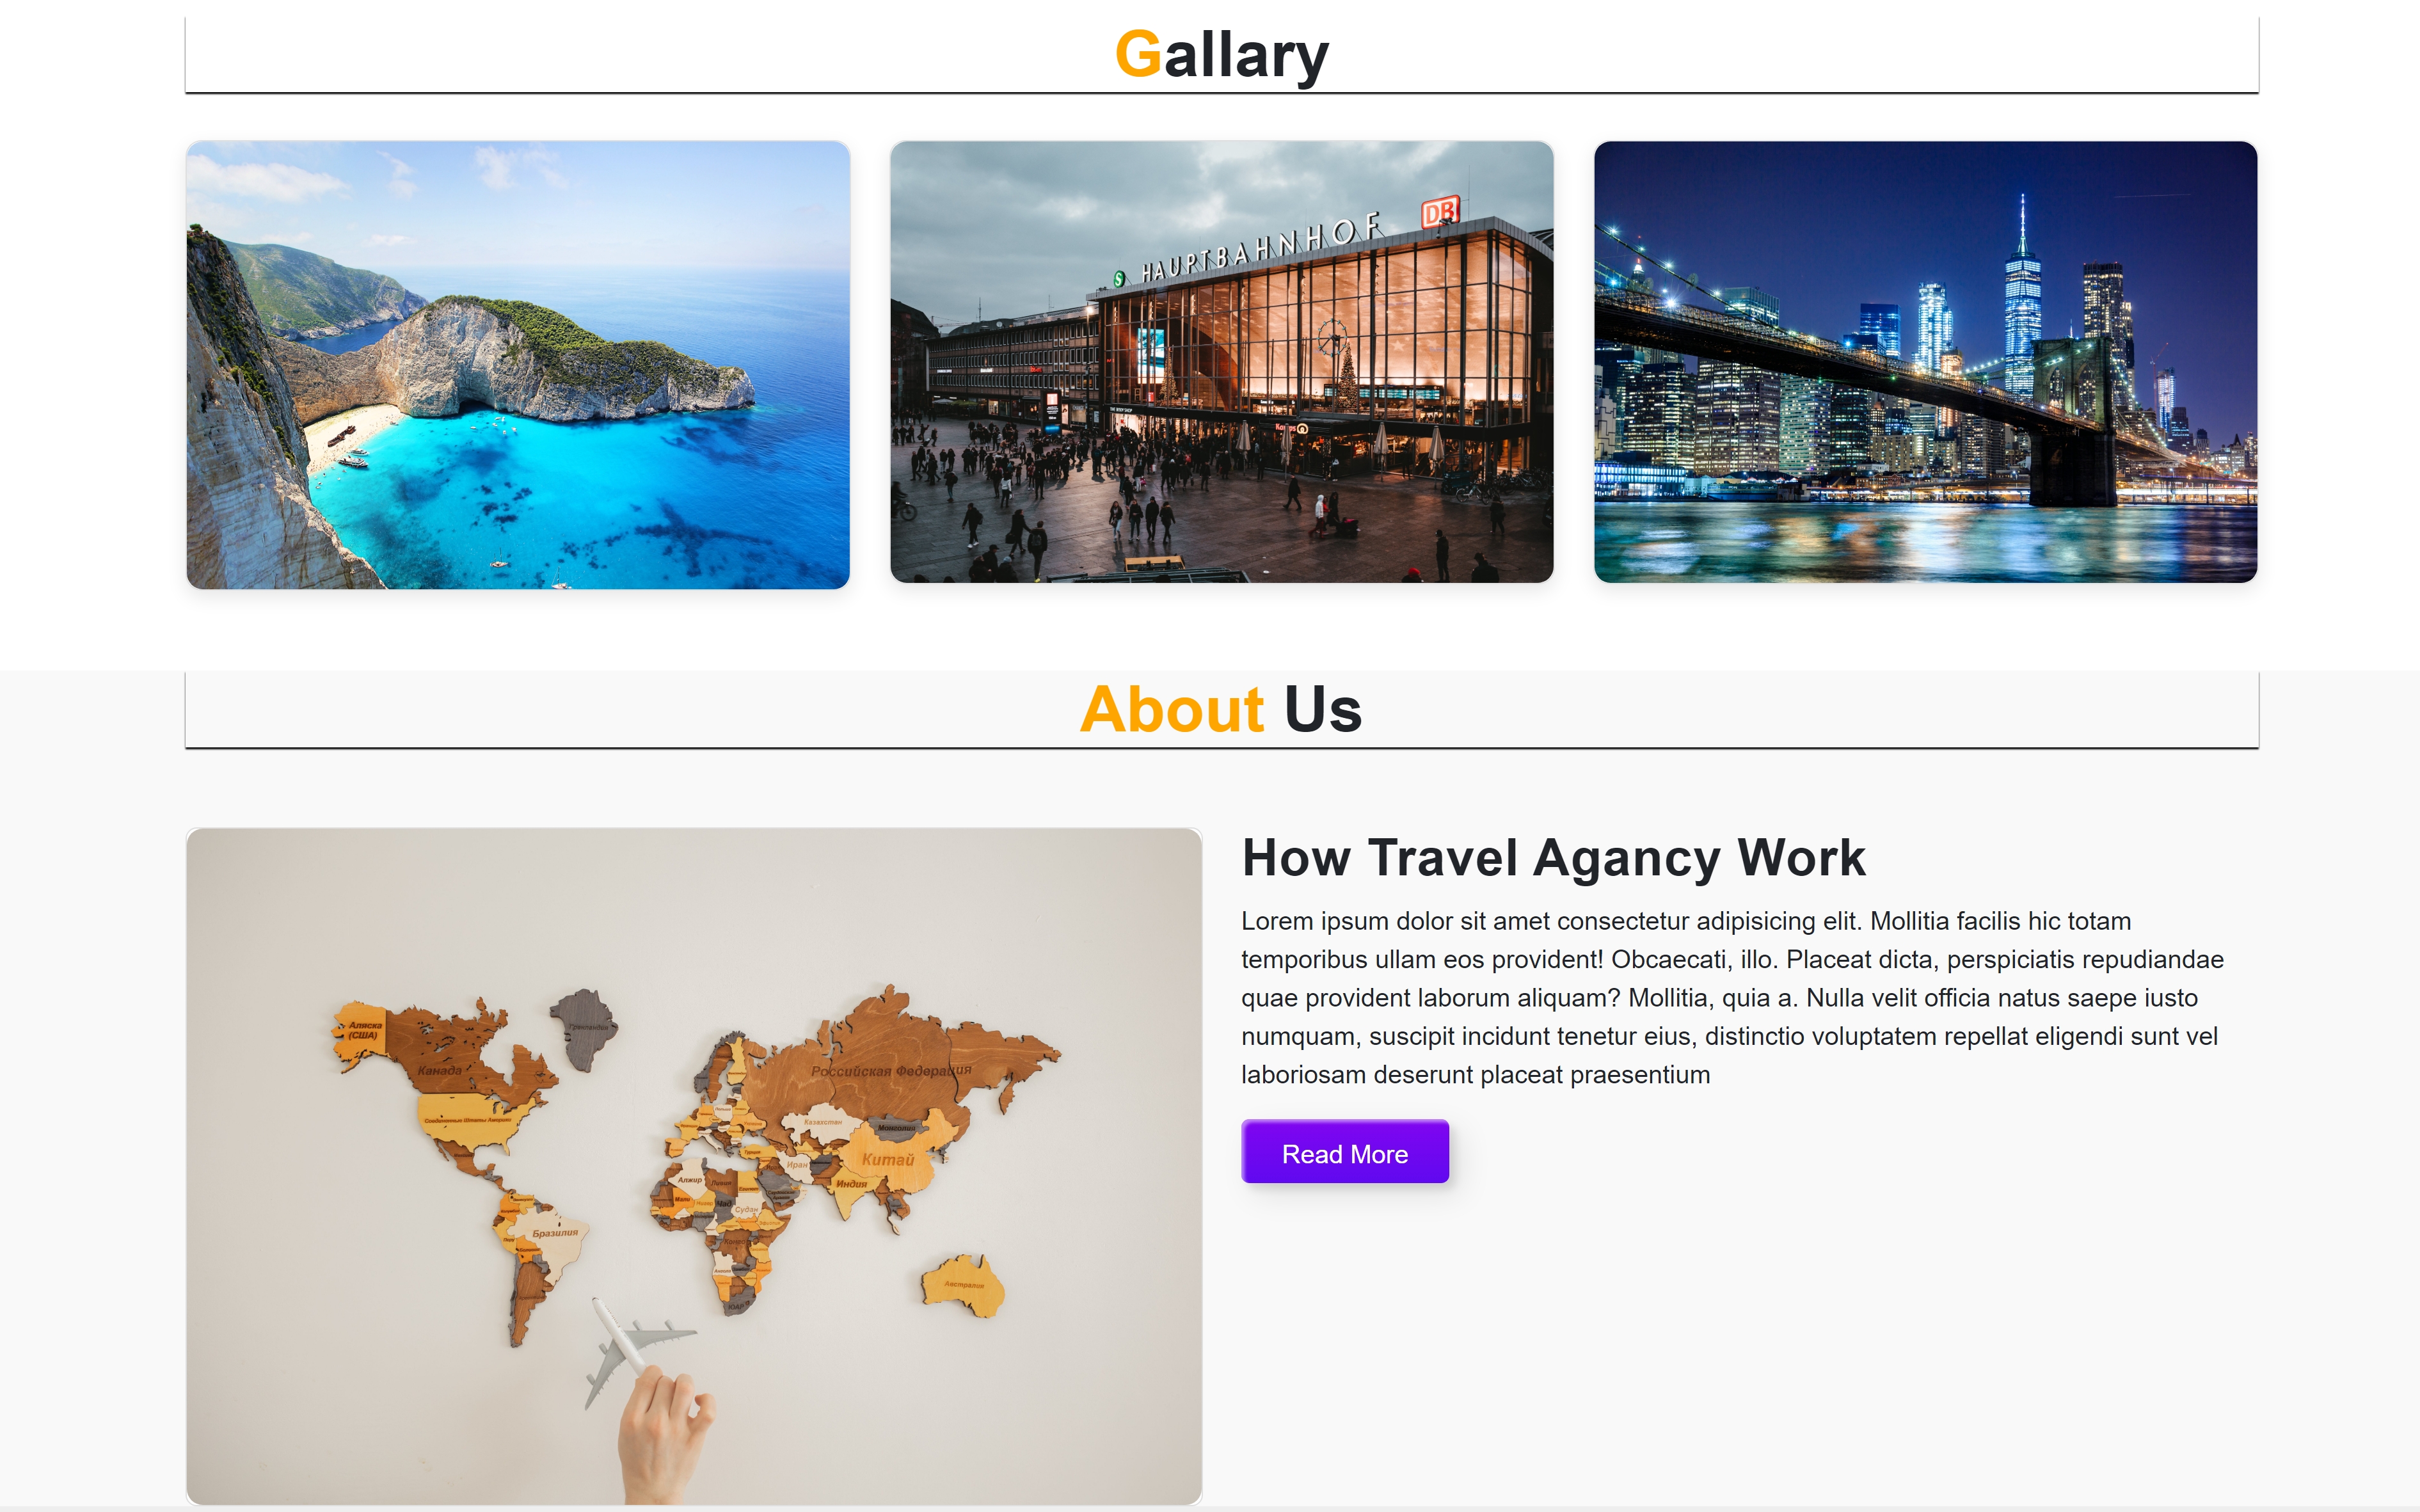 Gallary
HAUPTBAHNHOF
DB
S
About Us
How Travel Agancy Work
Lorem ipsum dolor sit amet consectetur adipisicing elit. Mollitia facilis hic totam
temporibus ullam eos provident! Obcaecati, illo. Placeat dicta, perspiciatis repudiandae
quae provident laborum aliquam? Mollitia, quia a. Nulla velit officia natus saepe iusto
numquam, suscipit incidunt tenetur eius, distinctio voluptatem repellat eligendi sunt vel
laboriosam deserunt placeat praesentium
Read More
Аляска
(США)
Гренландия
Канада
Российская Федерация
Соединенные Штаты Америки
Казахстан
Монголия
Китай
Иран
Индия
Алжир
Ливия
Мали
Чад
Судан
Бразилия
Австралия
ЮАР